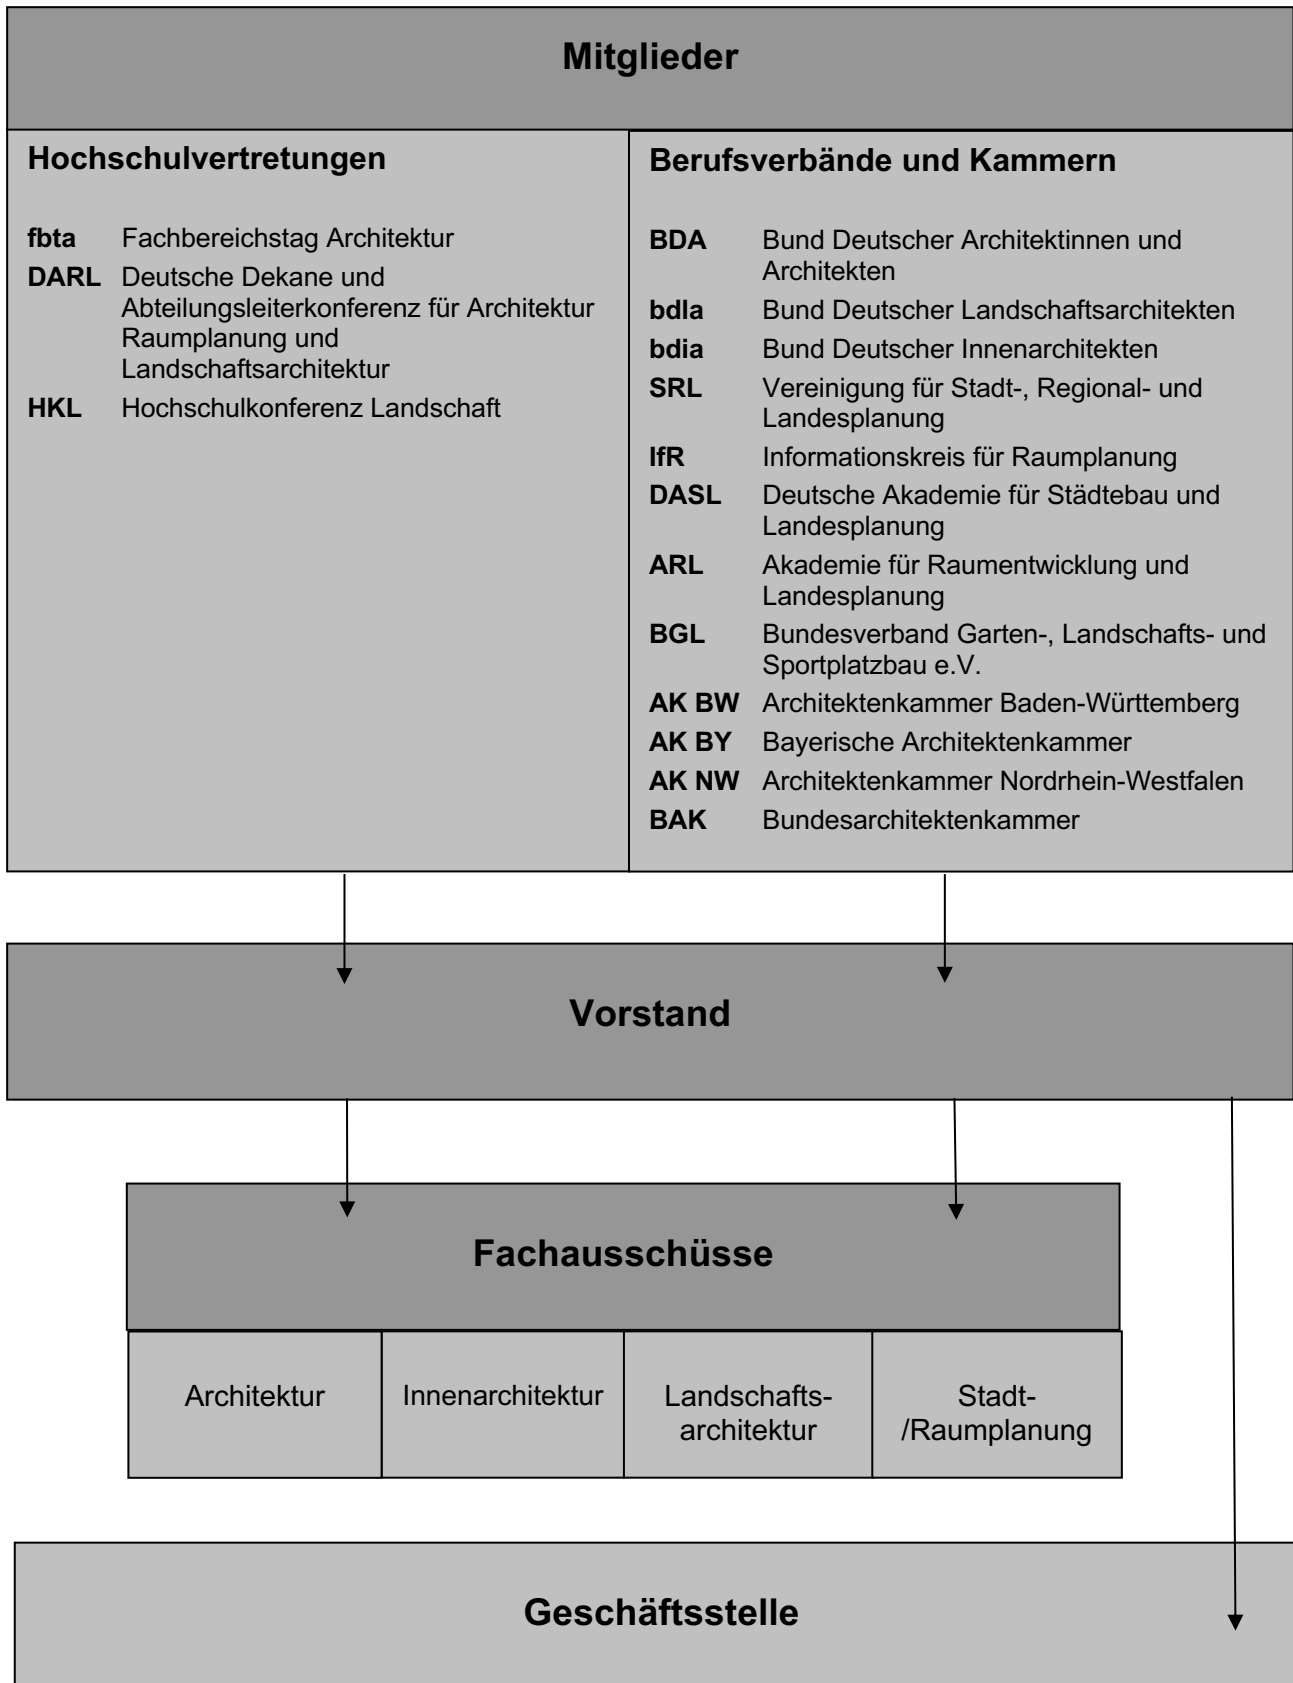 Mitglieder
Hochschulvertretungen
fbta Fachbereichstag Architektur
DARL Deutsche Dekane und
Abteilungsleiterkonferenz für Architektur
Raumplanung und
Landschaftsarchitektur
HKL Hochschulkonferenz Landschaft
Berufsverbände und Kammern
BDA Bund Deutscher Architektinnen und
Architekten
bdla Bund Deutscher Landschaftsarchitekten
bdia Bund Deutscher Innenarchitekten
SRL Vereinigung für Stadt-, Regional- und
Landesplanung
IfR Informationskreis für Raumplanung
DASL Deutsche Akademie für Städtebau und
Landesplanung
ARL Akademie für Raumentwicklung und
Landesplanung
BGL Bundesverband Garten-, Landschafts- und
Sportplatzbau e.V.
AK BW Architektenkammer Baden-Württemberg
AK BY Bayerische Architektenkammer
AK NW Architektenkammer Nordrhein-Westfalen
BAK Bundesarchitektenkammer
Vorstand
Fachausschüsse
Architektur
Innenarchitektur
Landschafts-
architektur
Stadt-
/Raumplanung
Geschäftsstelle